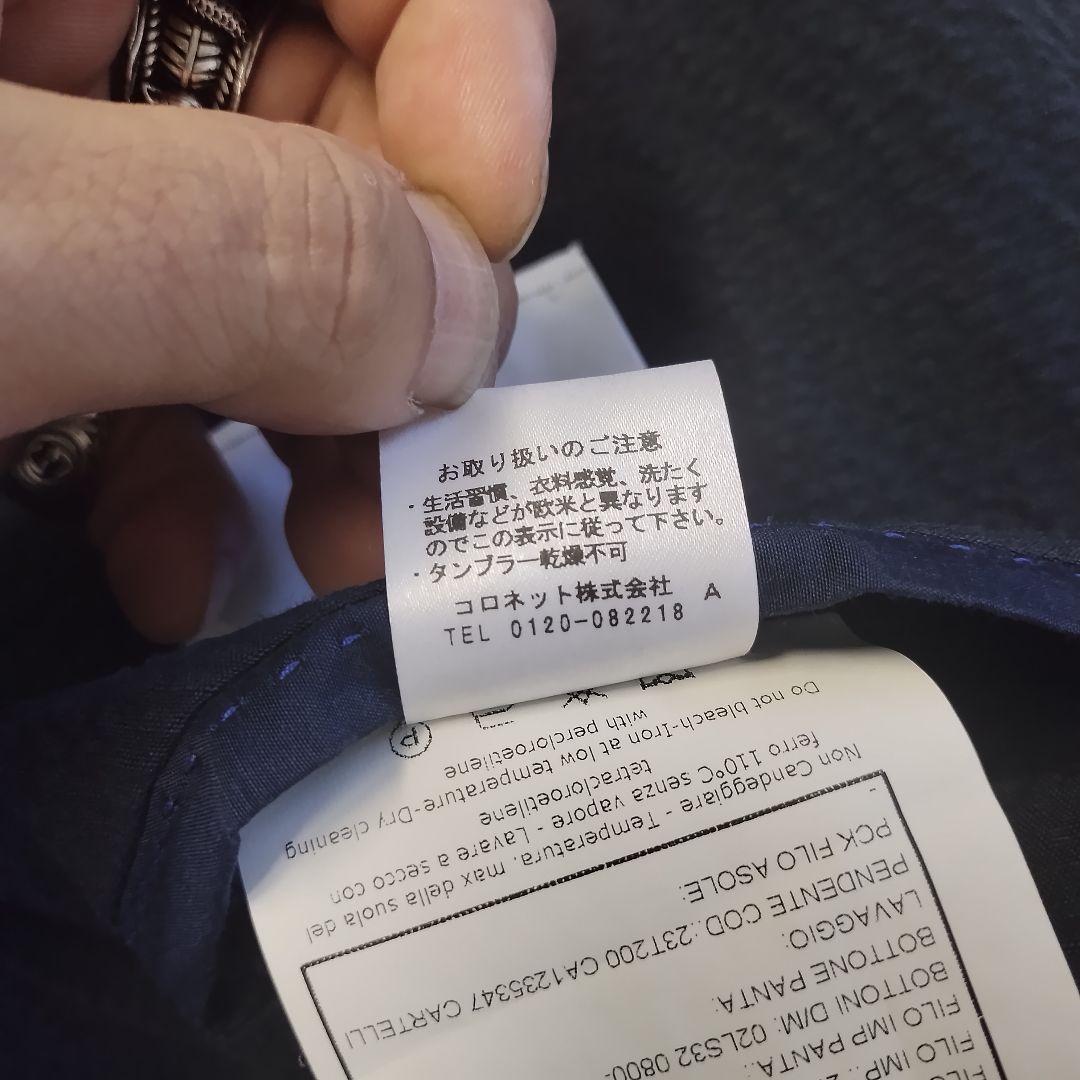 お取り扱いのご注意
・生活習慣、衣料感覚、洗たく
設備などが欧米と異なります
のでこの表示に従って下さい。
・タンブラー乾燥不可
コロネット株式会社 A
TEL 0120-082218
P
Do not bleach-Iron at low temperature-Dry cleaning
with percloroetilene
Non Candeggiare - Temperatura. max della suola del
ferro 110°C senza vapore - Lavare a secco con
tetracloroetilene
-
PCK FILO ASOLE:
PENDENTE COD.:23T200 CA1235347 CARTELLI
LAVAGGIO:
BOTTONE PANTA:
BOTTONI D/M: 02LS32 0800-
FILO IMP PANTA.:
FILO IMP.: 2